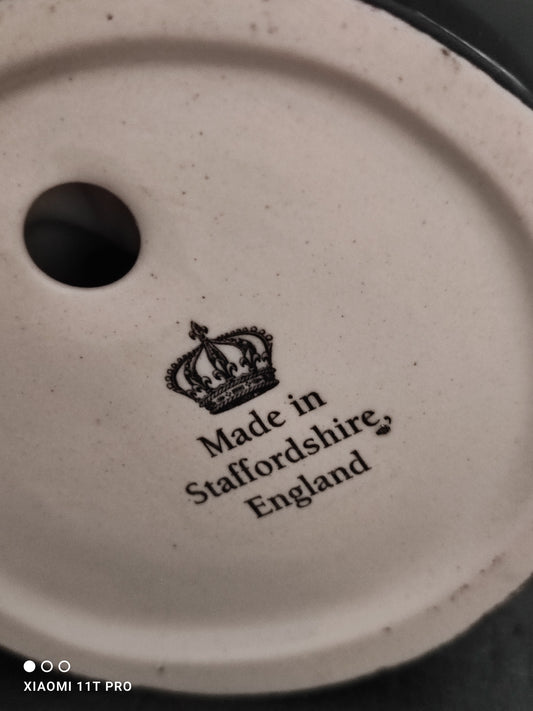 Made in
Staffordshire,
England
XIAOMI 11T PRO